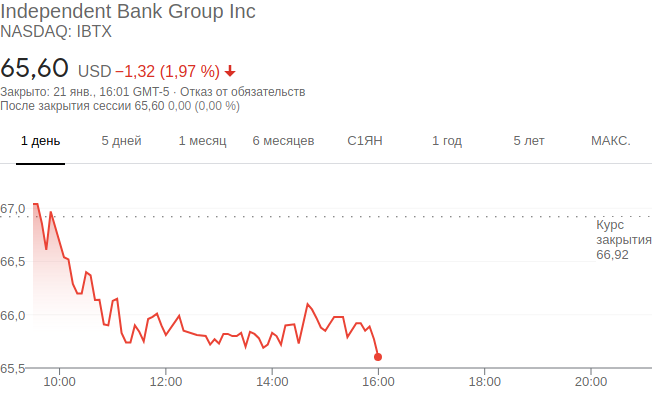 Independent Bank Group Inc
NASDAQ: IBTX
65,60 USD −1,32 (1,97 %)
Закрыто: 21 янв., 16:01 GMT-5 · Отказ от обязательств
После закрытия сессии 65,60 0,00 (0,00 %)
1 день 5 дней 1 месяц 6 месяцев С1ЯН 1 год 5 лет МАКС.
67,0
Курс
закрытия
66,92
66,5
66,0
65,5
10:00 12:00 14:00 16:00 18:00 20:00